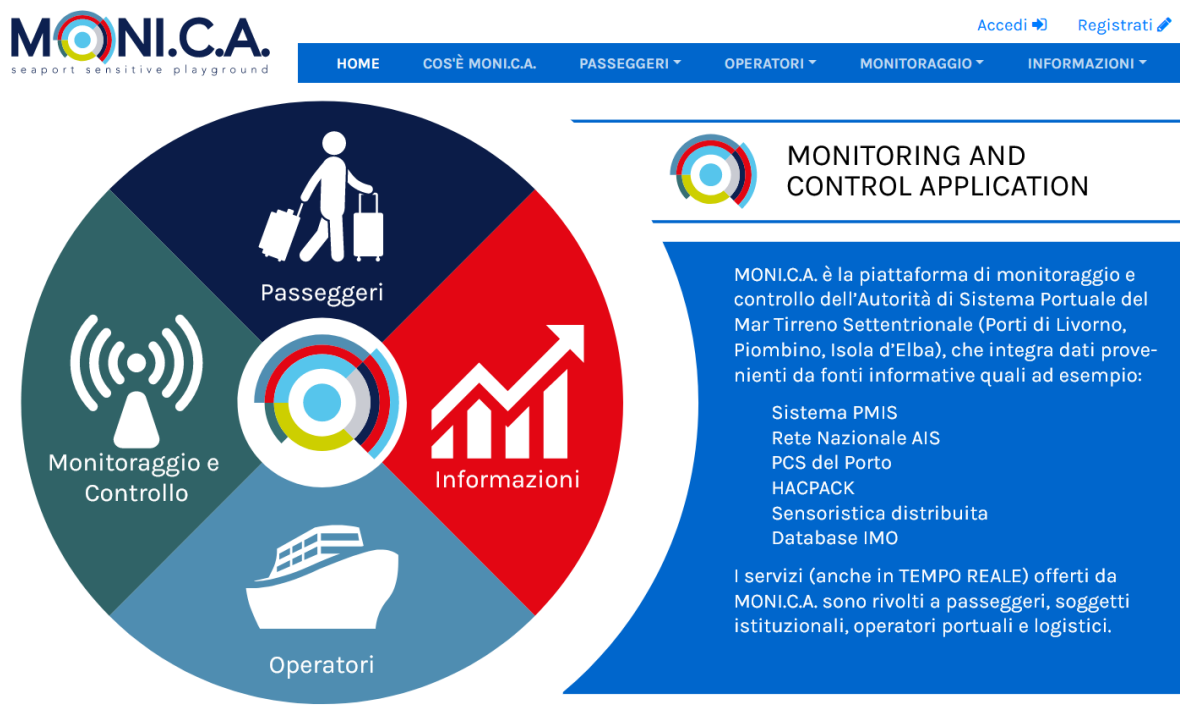 MONI.C.A.
seaport sensitive playground
Accedi
Registrati
HOME
COS'È MONI.C.A.
PASSEGGERI
OPERATORI
MONITORAGGIO
INFORMAZIONI
Passeggeri
Monitoraggio e
Controllo
Informazioni
Operatori
MONITORING AND
CONTROL APPLICATION
MONI.C.A. è la piattaforma di monitoraggio e
controllo dell'Autorità di Sistema Portuale del
Mar Tirreno Settentrionale (Porti di Livorno,
Piombino, Isola d'Elba), che integra dati prove-
nienti da fonti informative quali ad esempio:
Sistema PMIS
Rete Nazionale AIS
PCS del Porto
HACPACK
Sensoristica distribuita
Database IMO
I servizi (anche in TEMPO REALE) offerti da
MONI.C.A. sono rivolti a passeggeri, soggetti
istituzionali, operatori portuali e logistici.